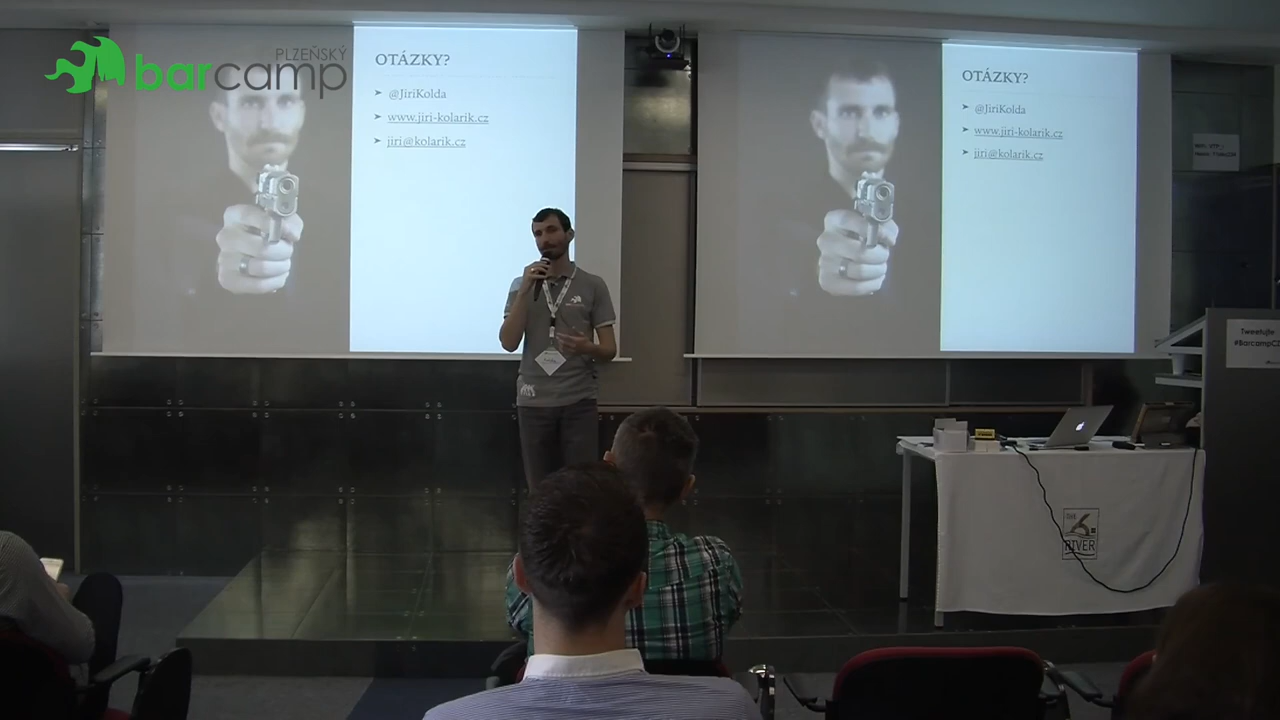 PLZEŇSKÝ
barcamp
OTÁZKY?
@JiriKolda
www.jiri-kolarik.cz
jiri@kolarik.cz
OTÁZKY?
@JiriKolda
www.jiri-kolarik.cz
jiri@kolarik.cz
Tweetujte
THE
RIVER